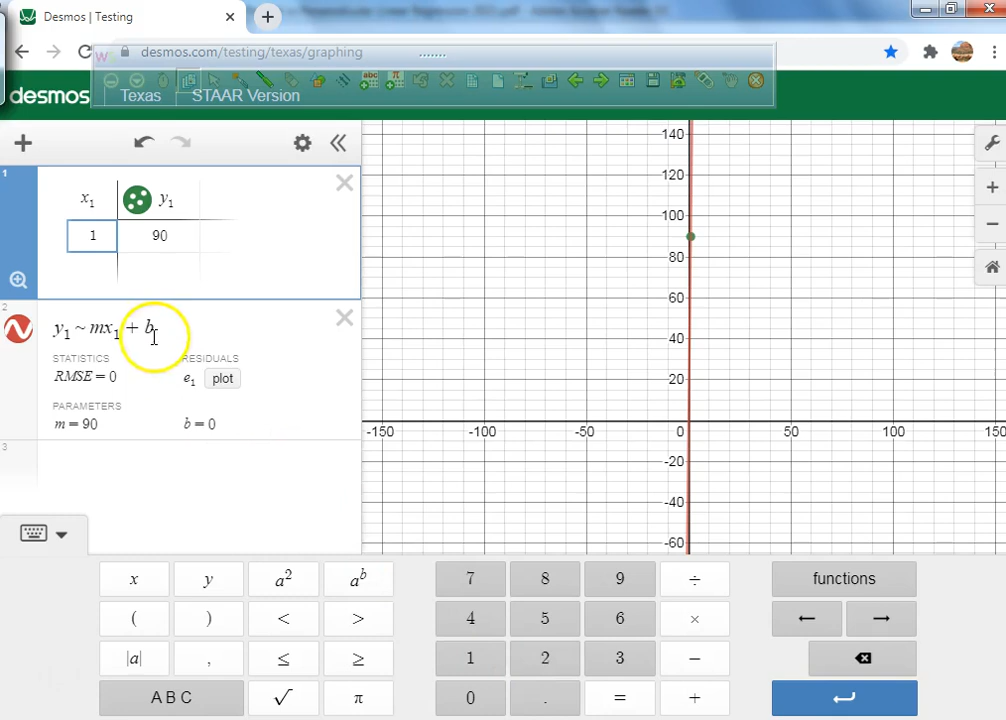 Desmos | Testing
desmos.com/testing/texas/graphing
.......
desmos
Texas
STAAR Version
abc
π
1
x₁ y₁
1 90
2
y₁ ~ mx₁ + b
STATISTICS
RESIDUALS
RMSE = 0
e₁ plot
PARAMETERS
m = 90
b = 0
3
140
120
100
80
60
40
20
-150 -100 -50 0 50 100 150
-20
-40
-60
x y a² aᵇ 7 8 9 ÷ functions
( ) < > 4 5 6 × ← →
|a| , ≤ ≥ 1 2 3 −
A B C √ π 0 . = +